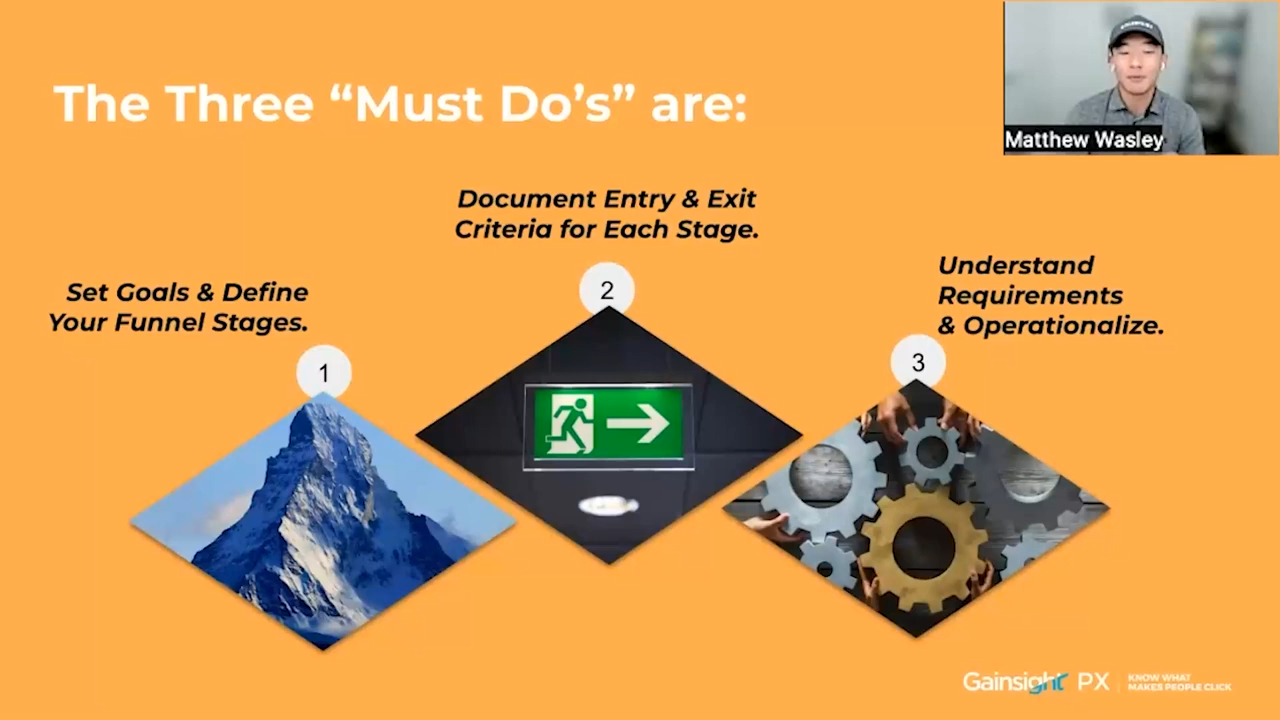 The Three “Must Do’s” are:
Matthew Wasley
Document Entry & Exit
Criteria for Each Stage.
Set Goals & Define
Your Funnel Stages.
Understand
Requirements
& Operationalize.
1
2
3
Gainsight PX
KNOW WHAT
MAKES PEOPLE CLICK